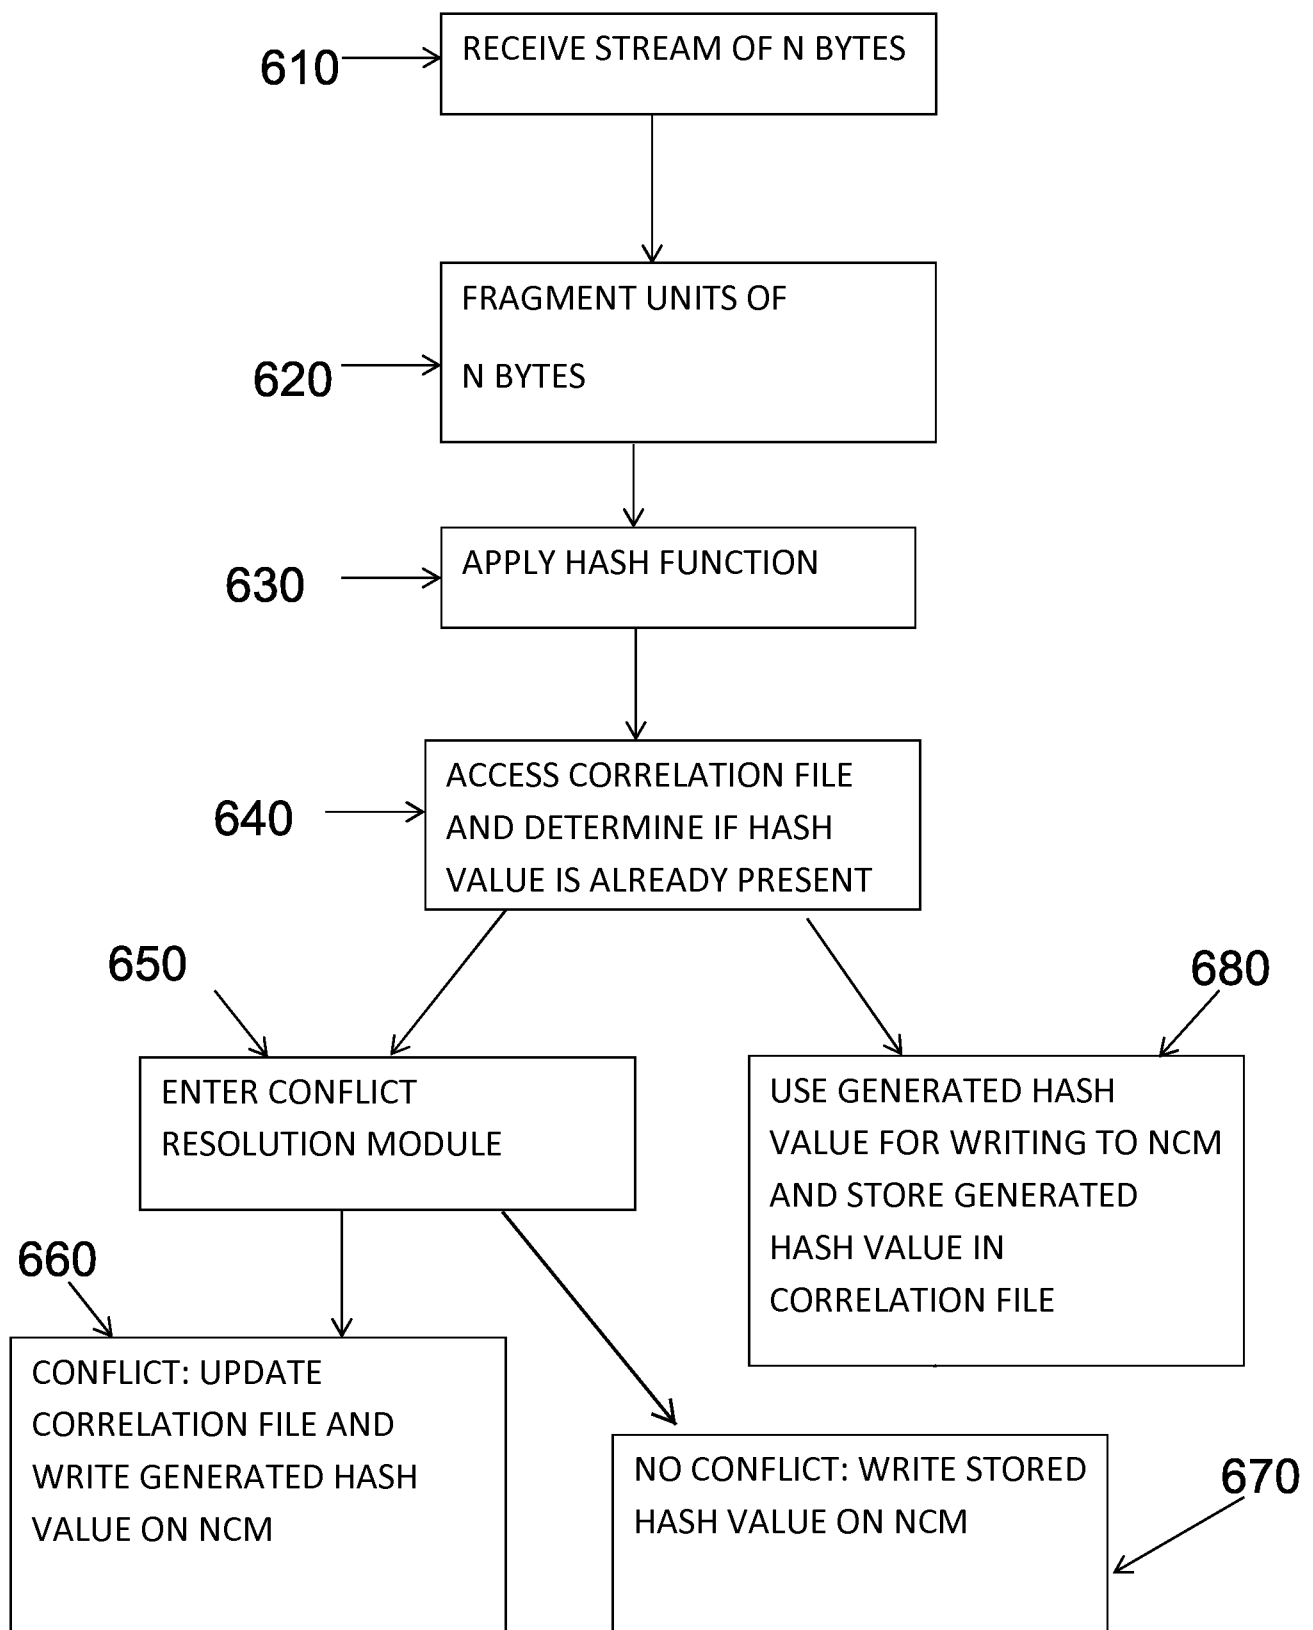 RECEIVE STREAM OF N BYTES
610
FRAGMENT UNITS OF
N BYTES
620
APPLY HASH FUNCTION
630
ACCESS CORRELATION FILE
AND DETERMINE IF HASH
VALUE IS ALREADY PRESENT
640
650
680
ENTER CONFLICT
RESOLUTION MODULE
USE GENERATED HASH
VALUE FOR WRITING TO NCM
AND STORE GENERATED
HASH VALUE IN
CORRELATION FILE
660
CONFLICT: UPDATE
CORRELATION FILE AND
WRITE GENERATED HASH
VALUE ON NCM
NO CONFLICT: WRITE STORED
HASH VALUE ON NCM
670